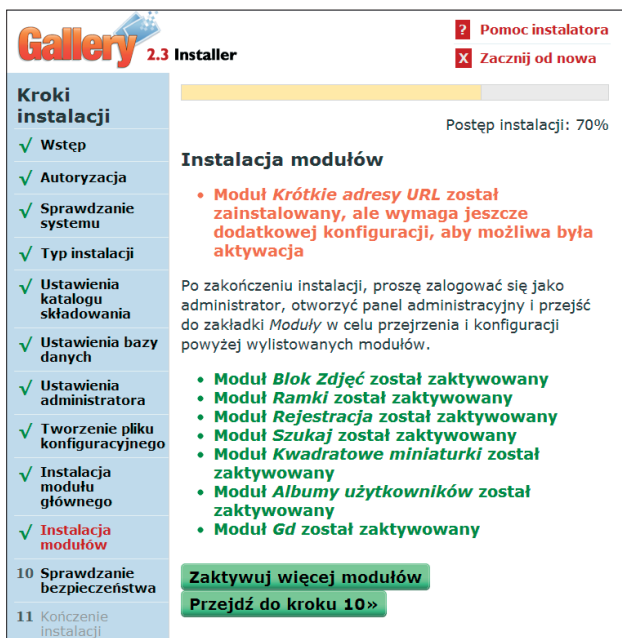 Gallery 2.3 Installer
? Pomoc instalatora
X Zacznij od nowa
Kroki
instalacji
√ Wstęp
√ Autoryzacja
√ Sprawdzanie
systemu
√ Typ instalacji
√ Ustawienia
katalogu
składowania
√ Ustawienia bazy
danych
√ Ustawienia
administratora
√ Tworzenie pliku
konfiguracyjnego
√ Instalacja
modułu
głównego
√ Instalacja
modułów
10 Sprawdzanie
bezpieczeństwa
11 Kończenie
instalacji
Postęp instalacji: 70%
Instalacja modułów
• Moduł Krótkie adresy URL został
zainstalowany, ale wymaga jeszcze
dodatkowej konfiguracji, aby możliwa była
aktywacja
Po zakończeniu instalacji, proszę zalogować się jako
administrator, otworzyć panel administracyjny i przejść
do zakładki Moduły w celu przejrzenia i konfiguracji
powyżej wylistowanych modułów.
• Moduł Blok Zdjęć został zaktywowany
• Moduł Ramki został zaktywowany
• Moduł Rejestracja został zaktywowany
• Moduł Szukaj został zaktywowany
• Moduł Kwadratowe miniaturki został
zaktywowany
• Moduł Albumy użytkowników został
zaktywowany
• Moduł Gd został zaktywowany
Zaktywuj więcej modułów
Przejdź do kroku 10»